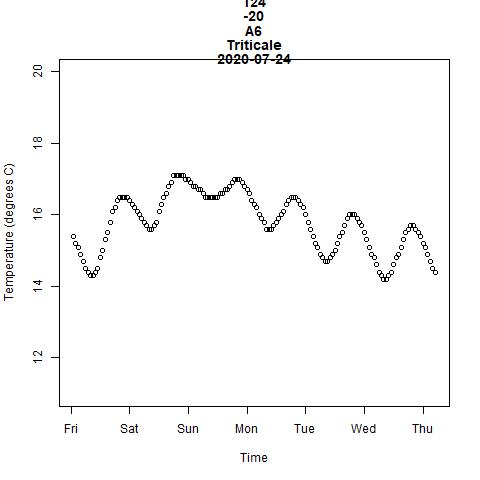 124
-20
A6
Triticale
2020-07-24
Temperature (degrees C)
20
18
16
14
12
Fri Sat Sun Mon Tue Wed Thu
Time